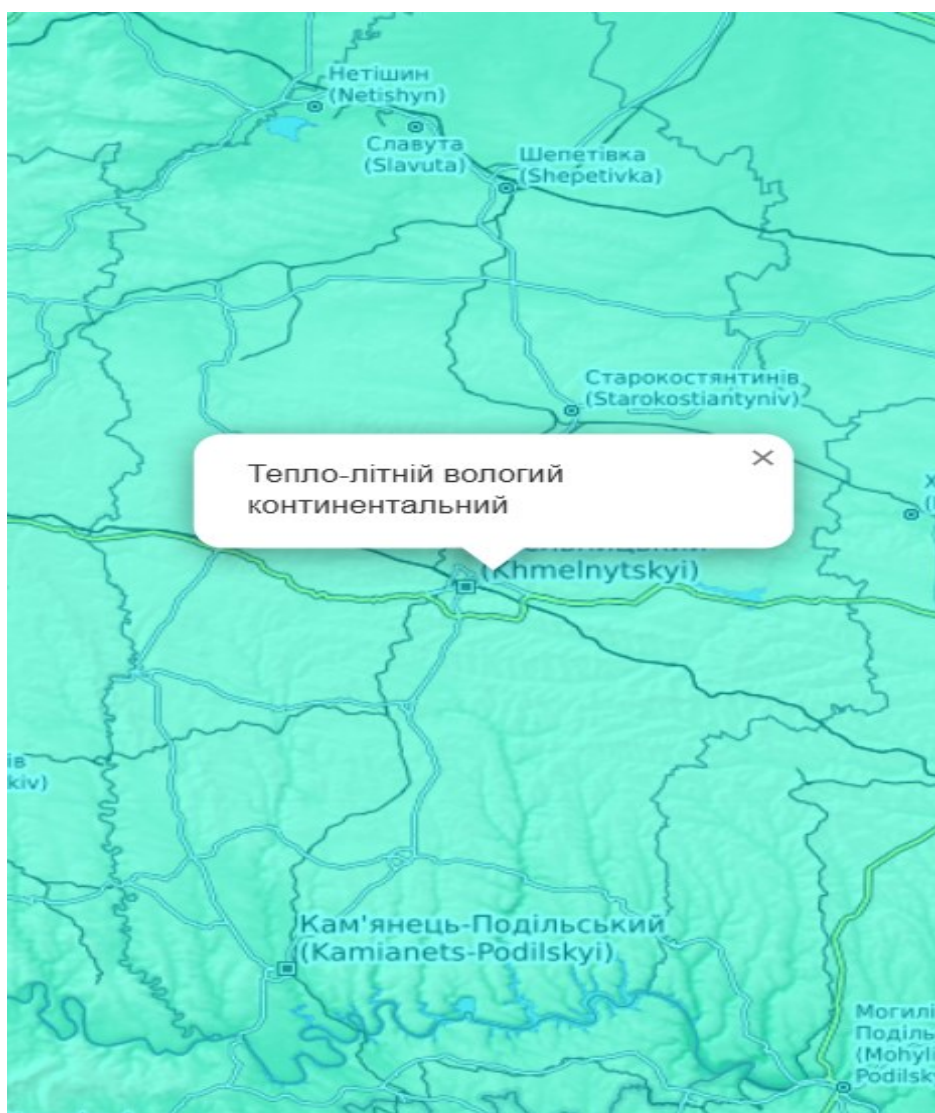 Нетішин
(Netishyn)
Славута
(Slavuta)
Шепетівка
(Shepetivka)
Старокостянтинів
(Starokostiantyniv)
Тепло-літній вологий
континентальний
(Khmelnytskyi)
Кам'янець-Подільський
(Kamianets-Podilskyi)